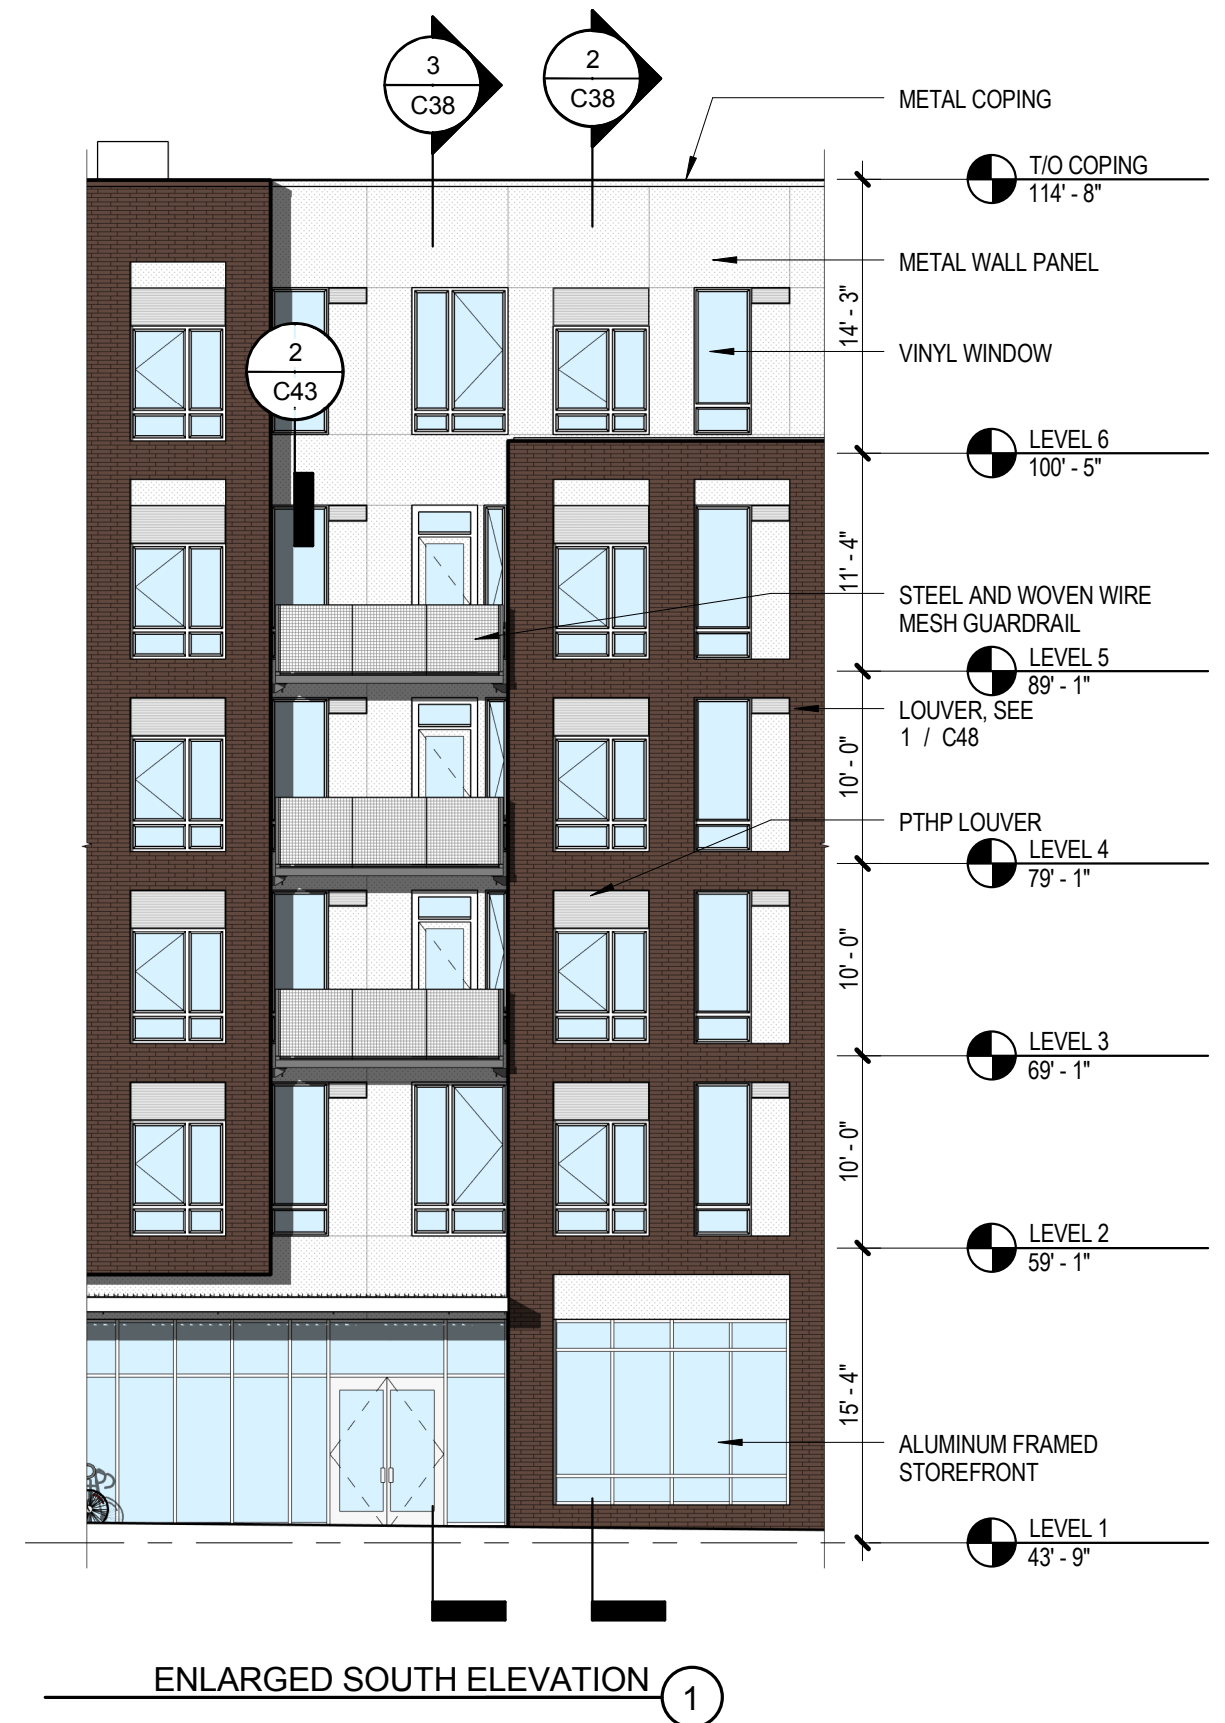 3
C38
2
C38
METAL COPING
T/O COPING
114' - 8"
METAL WALL PANEL
14' - 3"
VINYL WINDOW
2
C43
LEVEL 6
100' - 5"
11' - 4"
STEEL AND WOVEN WIRE
MESH GUARDRAIL
LEVEL 5
89' - 1"
LOUVER, SEE
1 / C48
10' - 0"
PTHP LOUVER
LEVEL 4
79' - 1"
10' - 0"
LEVEL 3
69' - 1"
10' - 0"
LEVEL 2
59' - 1"
15' - 4"
ALUMINUM FRAMED
STOREFRONT
LEVEL 1
43' - 9"
ENLARGED SOUTH ELEVATION
1